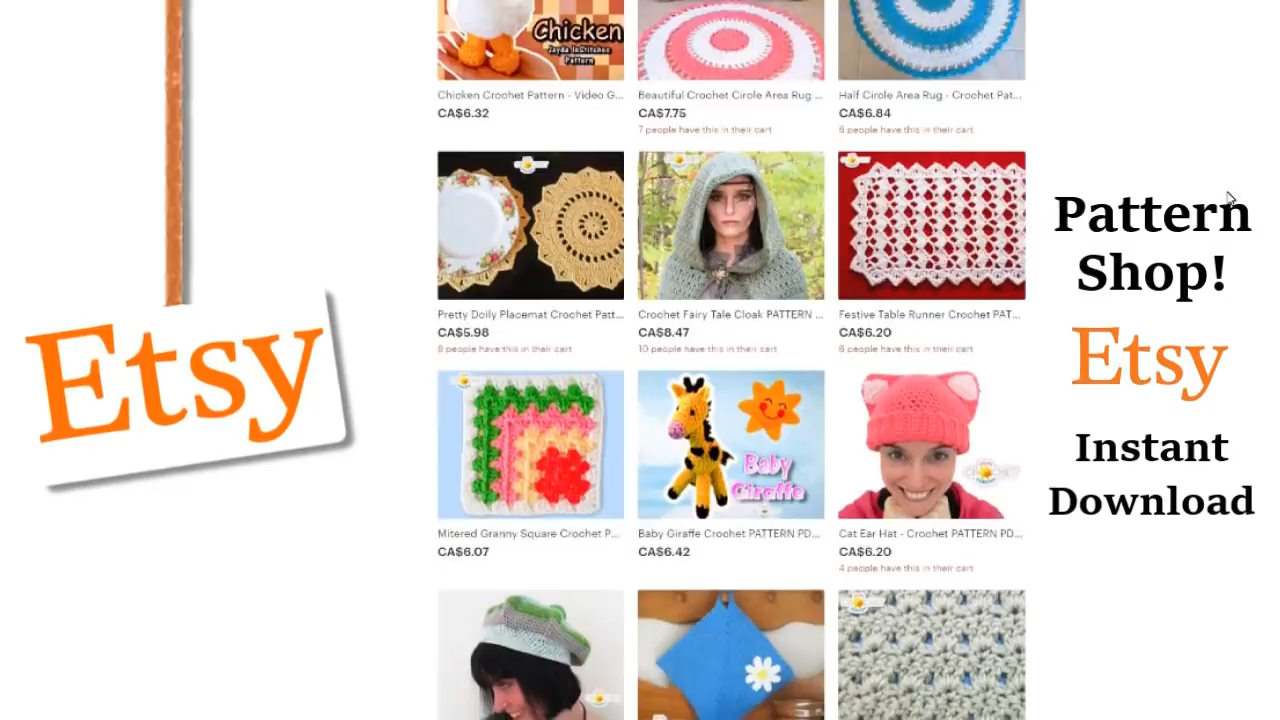 Etsy
Chicken
Jayda InStitches
Pattern
Chicken Crochet Pattern - Video G...
CA$6.32
Beautiful Crochet Circle Area Rug ...
CA$7.75
7 people have this in their cart
Half Circle Area Rug - Crochet Pat...
CA$6.84
6 people have this in their cart
Pretty Doily Placemat Crochet Patt...
CA$5.98
8 people have this in their cart
Crochet Fairy Tale Cloak PATTERN ...
CA$8.47
10 people have this in their cart
Festive Table Runner Crochet PAT...
CA$6.20
6 people have this in their cart
Baby
Giraffe
CROCHET
Mitered Granny Square Crochet P...
CA$6.07
Baby Giraffe Crochet PATTERN PD...
CA$6.42
Cat Ear Hat - Crochet PATTERN PD...
CA$6.20
4 people have this in their cart
Pattern
Shop!
Etsy
Instant
Download